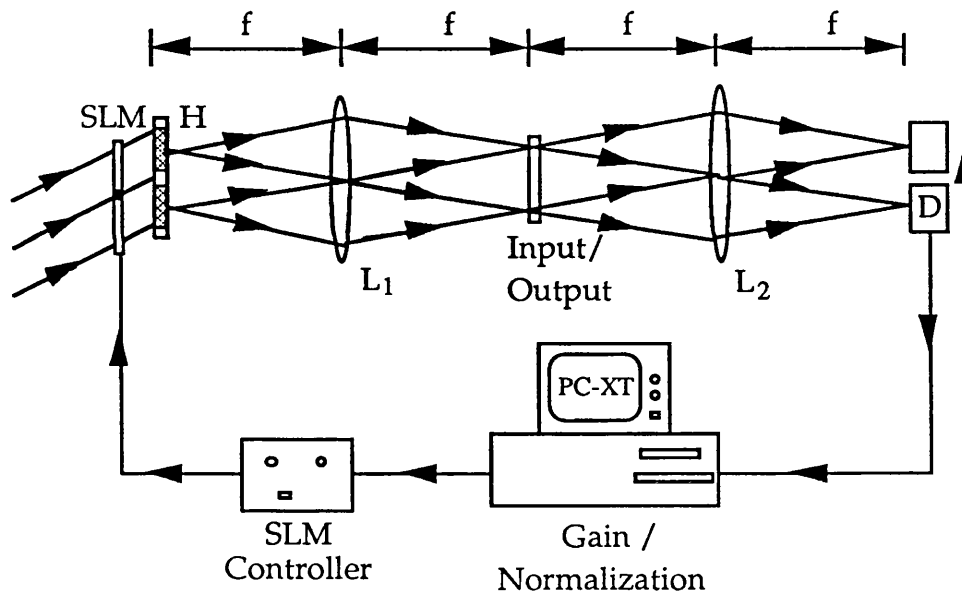 f f f f
SLM H
D
L1
Input/
Output
L2
PC-XT
SLM
Controller
Gain /
Normalization